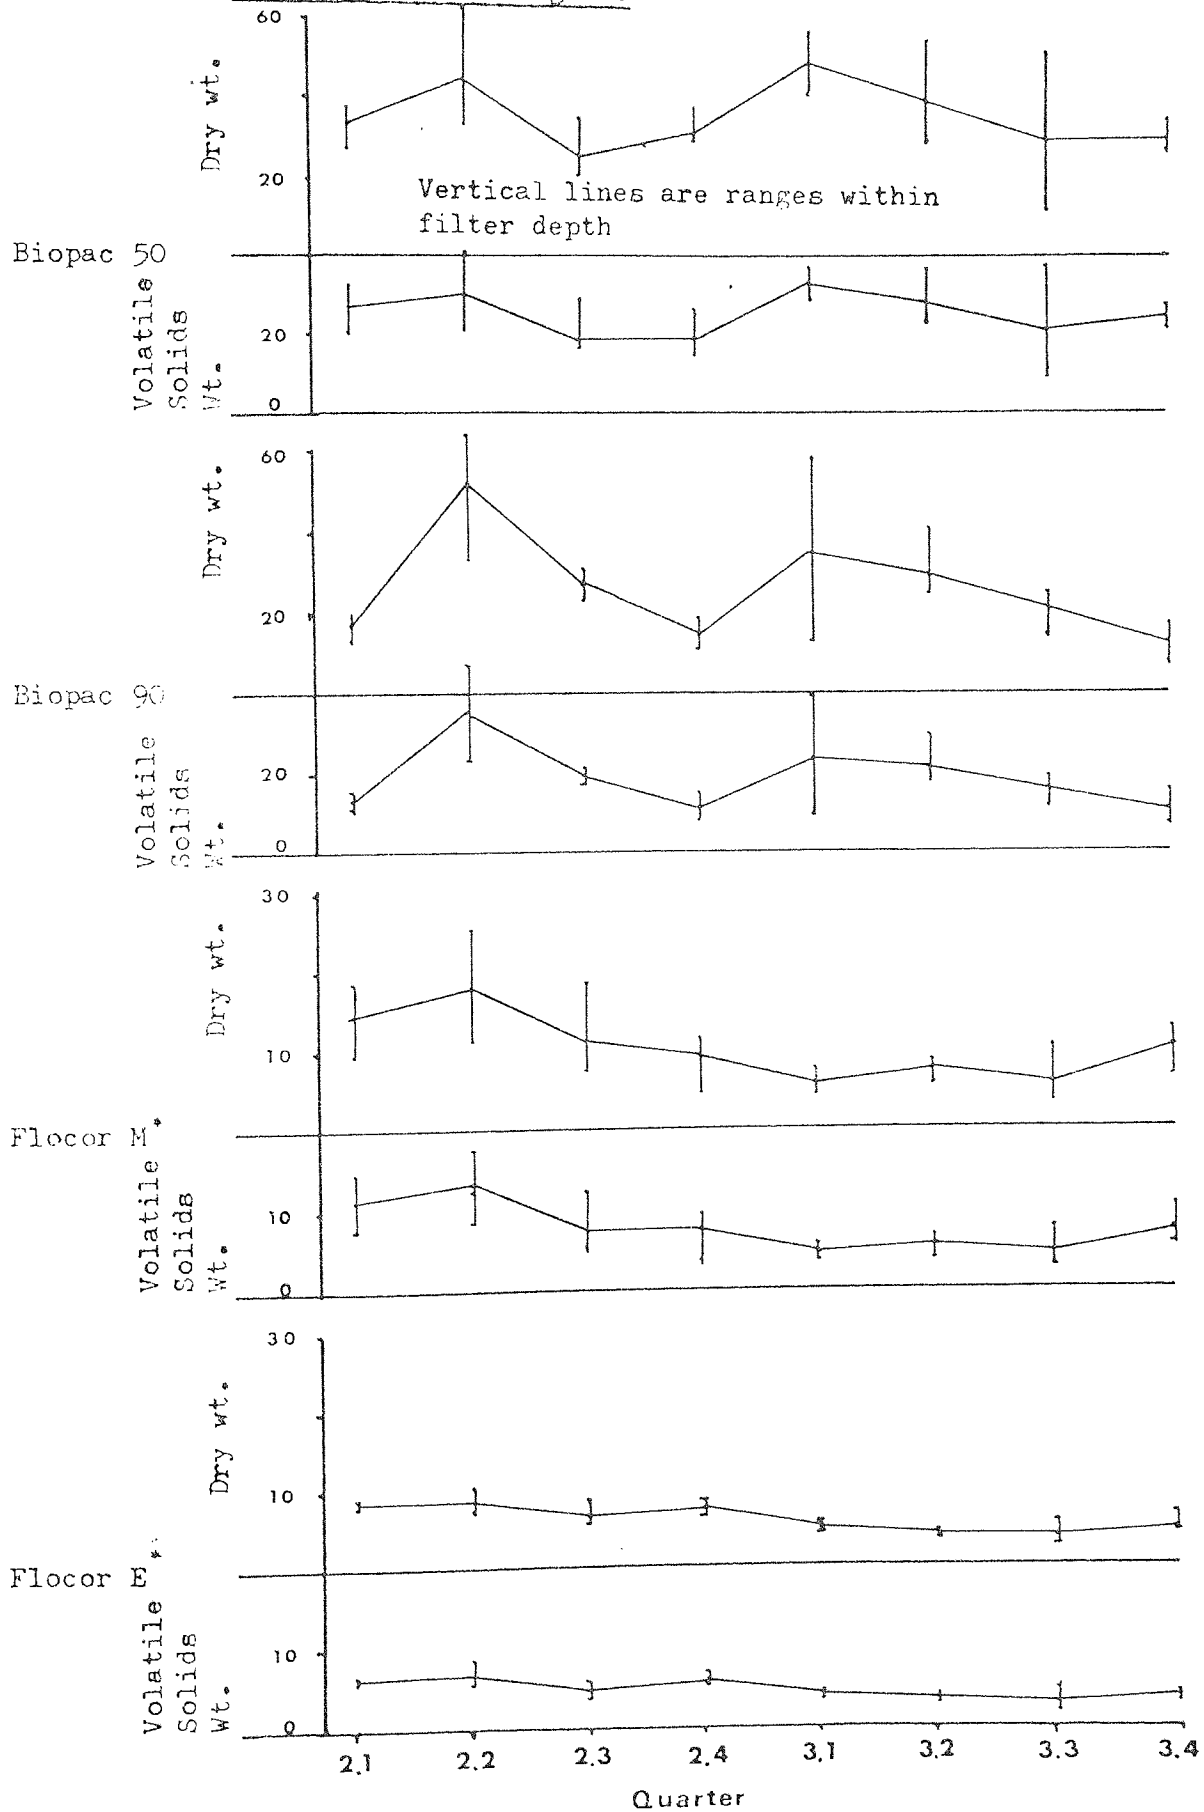 60
Dry wt.
20
Vertical lines are ranges within
filter depth
Biopac 50
Volatile
Solids
Wt.
20
0
60
Dry wt.
20
Biopac 90
Volatile
Solids
Wt.
20
0
30
Dry wt.
10
Flocor M*
Volatile
Solids
Wt.
10
0
30
Dry wt.
10
Flocor E*
Volatile
Solids
Wt.
10
0
2.1 2.2 2.3 2.4 3.1 3.2 3.3 3.4
Quarter